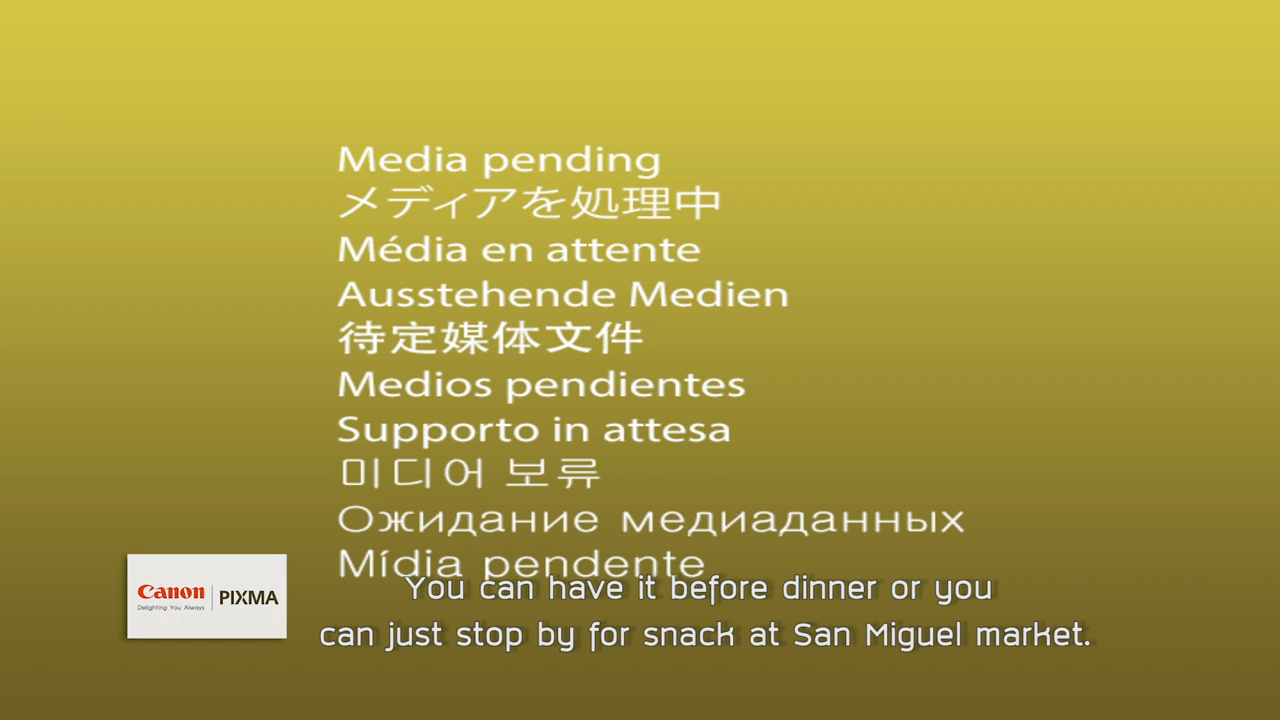 Media pending
メディアを処理中
Média en attente
Ausstehende Medien
待定媒体文件
Medios pendientes
Supporto in attesa
미디어 보류
Ожидание медиаданных
Mídia pendente
Canon
Delighting You Always
PIXMA
You can have it before dinner or you
can just stop by for snack at San Miguel market.